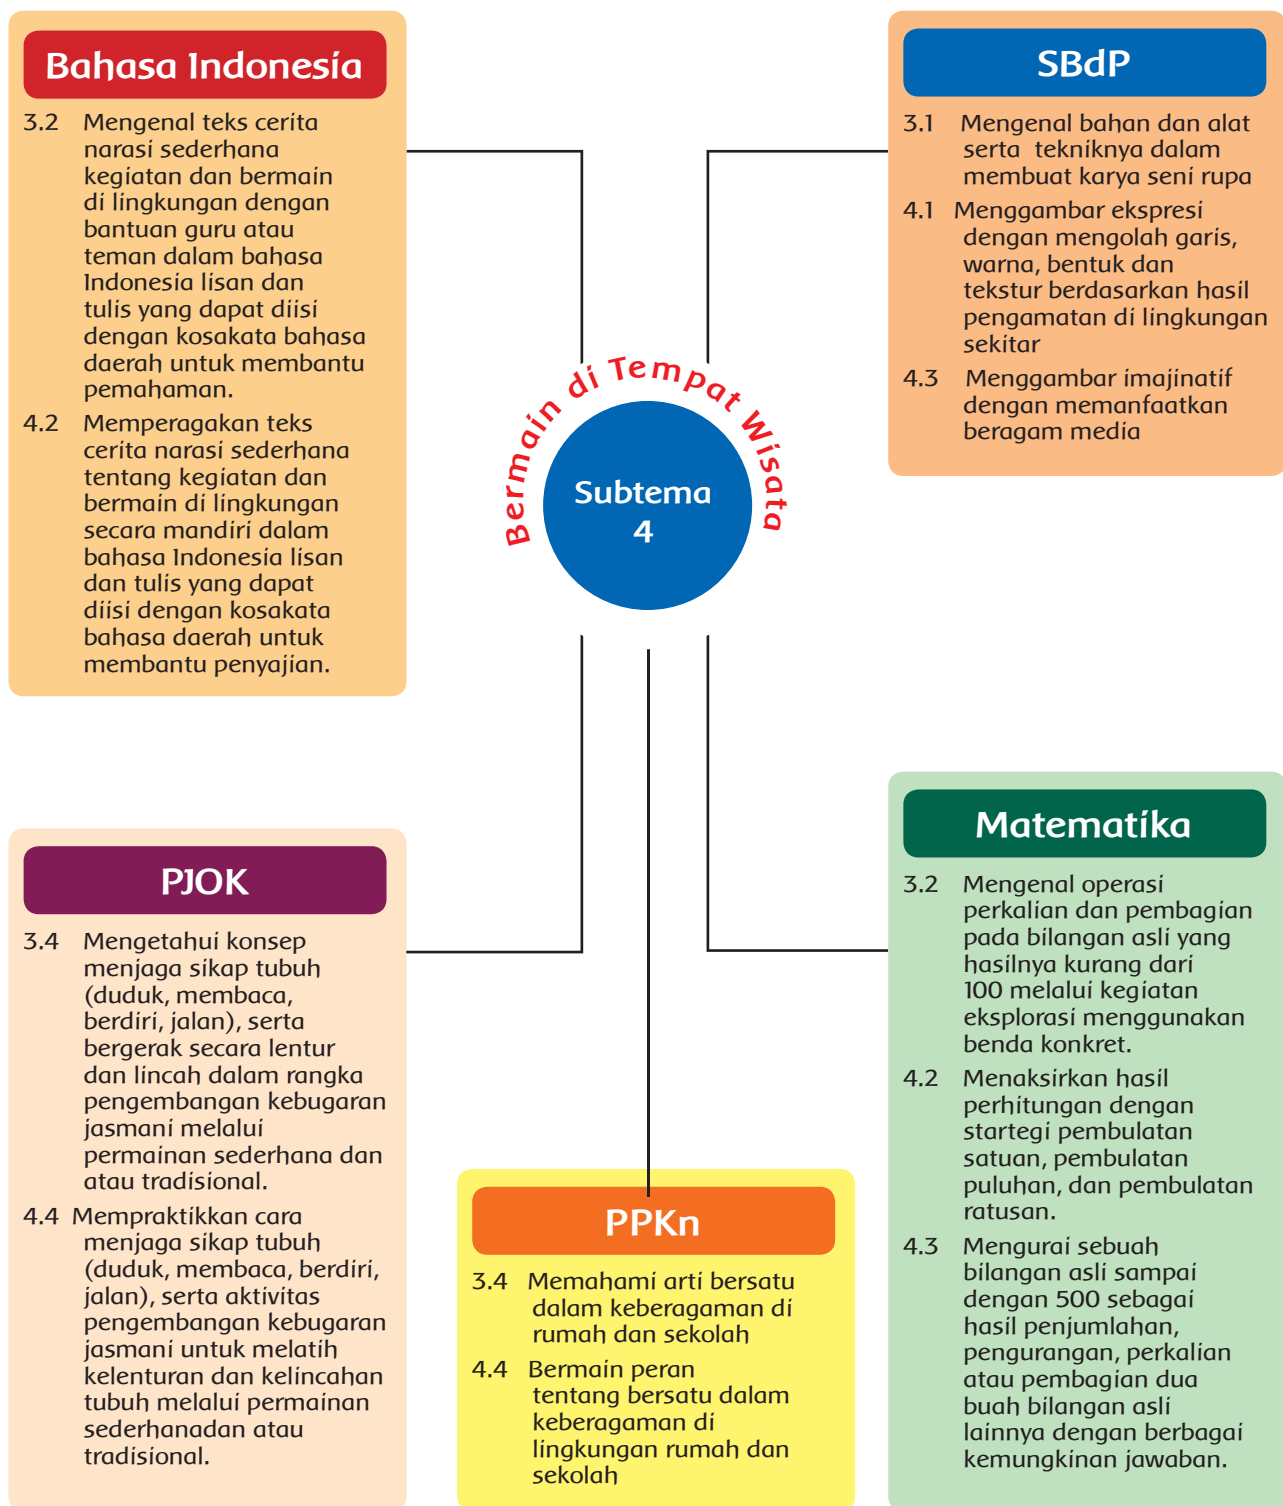 Bahasa Indonesia
3.2 Mengenal teks cerita
narasi sederhana
kegiatan dan bermain
di lingkungan dengan
bantuan guru atau
teman dalam bahasa
Indonesia lisan dan
tulis yang dapat diisi
dengan kosakata bahasa
daerah untuk membantu
pemahaman.
4.2 Memperagakan teks
cerita narasi sederhana
tentang kegiatan dan
bermain di lingkungan
secara mandiri dalam
bahasa Indonesia lisan
dan tulis yang dapat
diisi dengan kosakata
bahasa daerah untuk
membantu penyajian.
SBdP
3.1 Mengenal bahan dan alat
serta tekniknya dalam
membuat karya seni rupa
4.1 Menggambar ekspresi
dengan mengolah garis,
warna, bentuk dan
tekstur berdasarkan hasil
pengamatan di lingkungan
sekitar
4.3 Menggambar imajinatif
dengan memanfaatkan
beragam media
Bermain di Tempat Wisata
Subtema
4
PJOK
3.4 Mengetahui konsep
menjaga sikap tubuh
(duduk, membaca,
berdiri, jalan), serta
bergerak secara lentur
dan lincah dalam rangka
pengembangan kebugaran
jasmani melalui
permainan sederhana dan
atau tradisional.
4.4 Mempraktikkan cara
menjaga sikap tubuh
(duduk, membaca, berdiri,
jalan), serta aktivitas
pengembangan kebugaran
jasmani untuk melatih
kelenturan dan kelincahan
tubuh melalui permainan
sederhanadan atau
tradisional.
PPKn
3.4 Memahami arti bersatu
dalam keberagaman di
rumah dan sekolah
4.4 Bermain peran
tentang bersatu dalam
keberagaman di
lingkungan rumah dan
sekolah
Matematika
3.2 Mengenal operasi
perkalian dan pembagian
pada bilangan asli yang
hasilnya kurang dari
100 melalui kegiatan
eksplorasi menggunakan
benda konkret.
4.2 Menaksirkan hasil
perhitungan dengan
startegi pembulatan
satuan, pembulatan
puluhan, dan pembulatan
ratusan.
4.3 Mengurai sebuah
bilangan asli sampai
dengan 500 sebagai
hasil penjumlahan,
pengurangan, perkalian
atau pembagian dua
buah bilangan asli
lainnya dengan berbagai
kemungkinan jawaban.